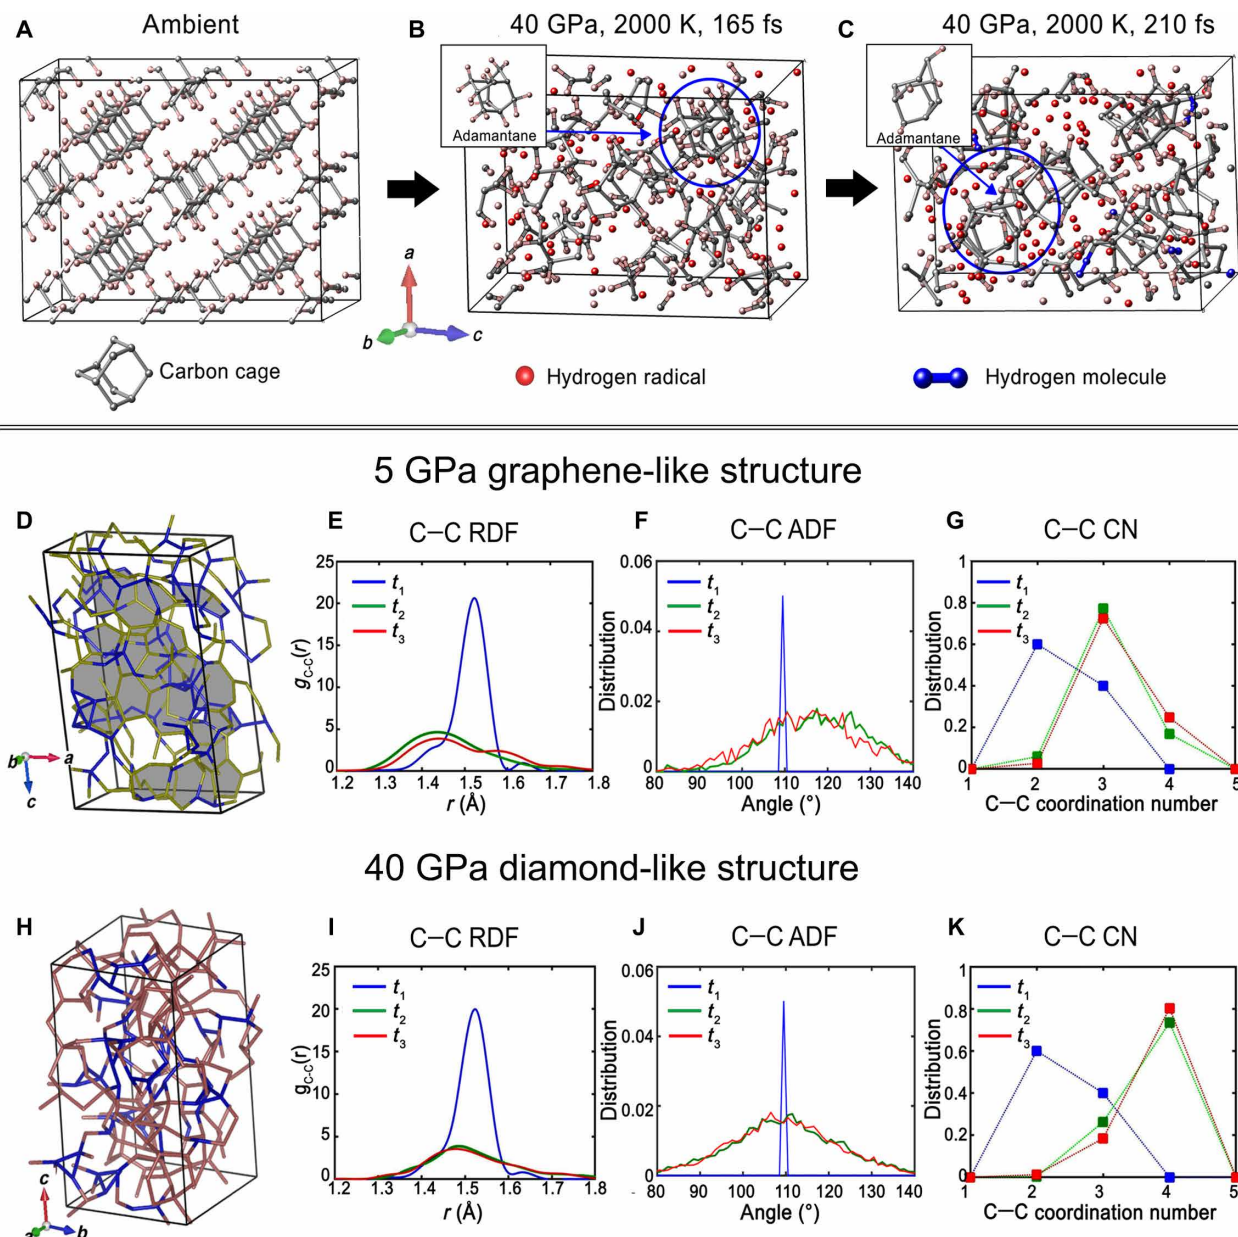 A Ambient
B 40 GPa, 2000 K, 165 fs
C 40 GPa, 2000 K, 210 fs
Adamantane
Adamantane
a
b
c
Carbon cage
Hydrogen radical
Hydrogen molecule
5 GPa graphene-like structure
D
b
a
c
E C−C RDF
25
20
15
10
5
0
t1
t2
t3
gC-C(r)
1.2 1.3 1.4 1.5 1.6 1.7 1.8
r (Å)
F C−C ADF
0.06
0.04
0.02
0
t1
t2
t3
Distribution
80 90 100 110 120 130 140
Angle (°)
G C−C CN
1
0.8
0.6
0.4
0.2
0
t1
t2
t3
Distribution
1 2 3 4 5
C−C coordination number
40 GPa diamond-like structure
H
c
a
b
I C−C RDF
25
20
15
10
5
0
t1
t2
t3
gC-C(r)
1.2 1.3 1.4 1.5 1.6 1.7 1.8
r (Å)
J C−C ADF
0.06
0.04
0.02
0
t1
t2
t3
Distribution
80 90 100 110 120 130 140
Angle (°)
K C−C CN
1
0.8
0.6
0.4
0.2
0
t1
t2
t3
Distribution
1 2 3 4 5
C−C coordination number